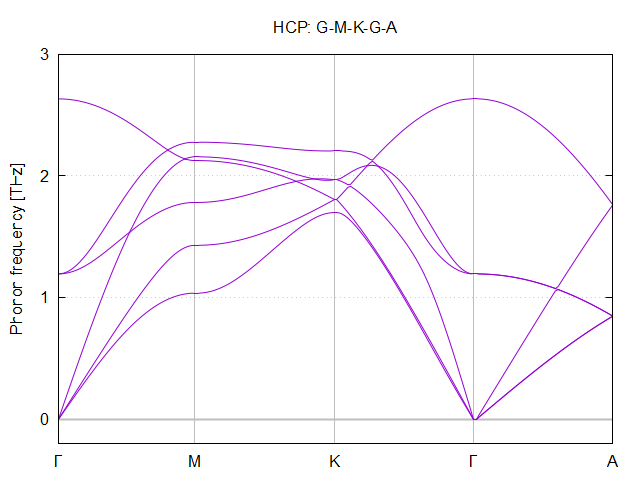 HCP: G-M-K-G-A
Phonon frequency [THz]
3
2
1
0
Γ M K Γ A